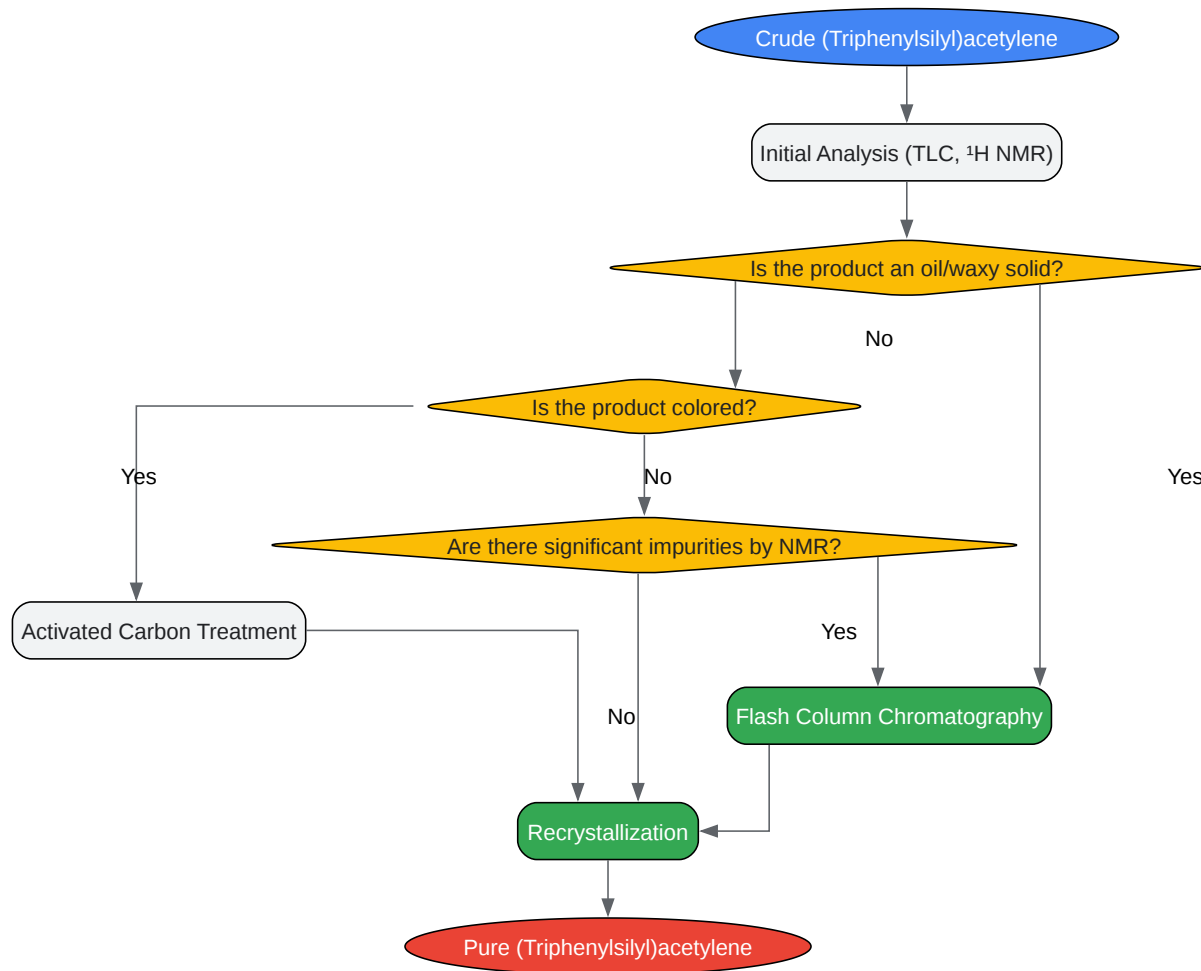 Crude (Triphenylsilyl)acetylene
Initial Analysis (TLC, ¹H NMR)
Is the product an oil/waxy solid?
No
Is the product colored?
Yes
No
Yes
Are there significant impurities by NMR?
Activated Carbon Treatment
Yes
No
Flash Column Chromatography
Recrystallization
Pure (Triphenylsilyl)acetylene